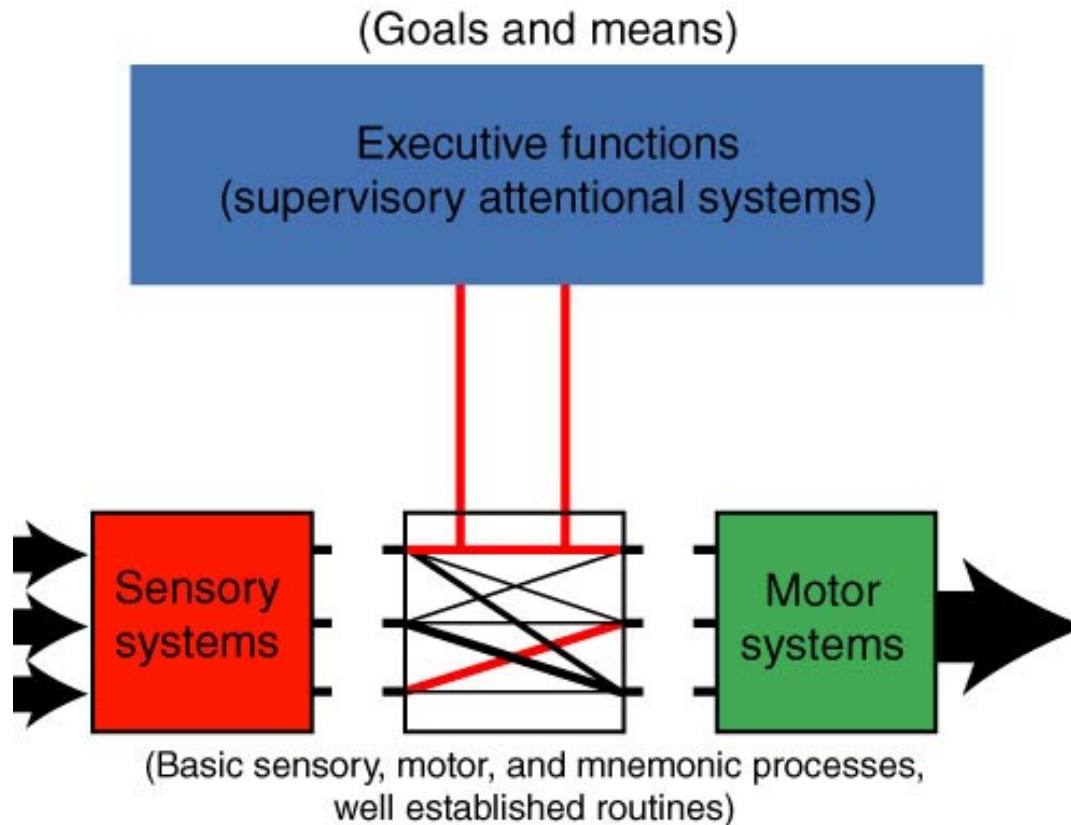 (Goals and means)
Executive functions
(supervisory attentional systems)
Sensory
systems
Motor
systems
(Basic sensory, motor, and mnemonic processes,
well established routines)